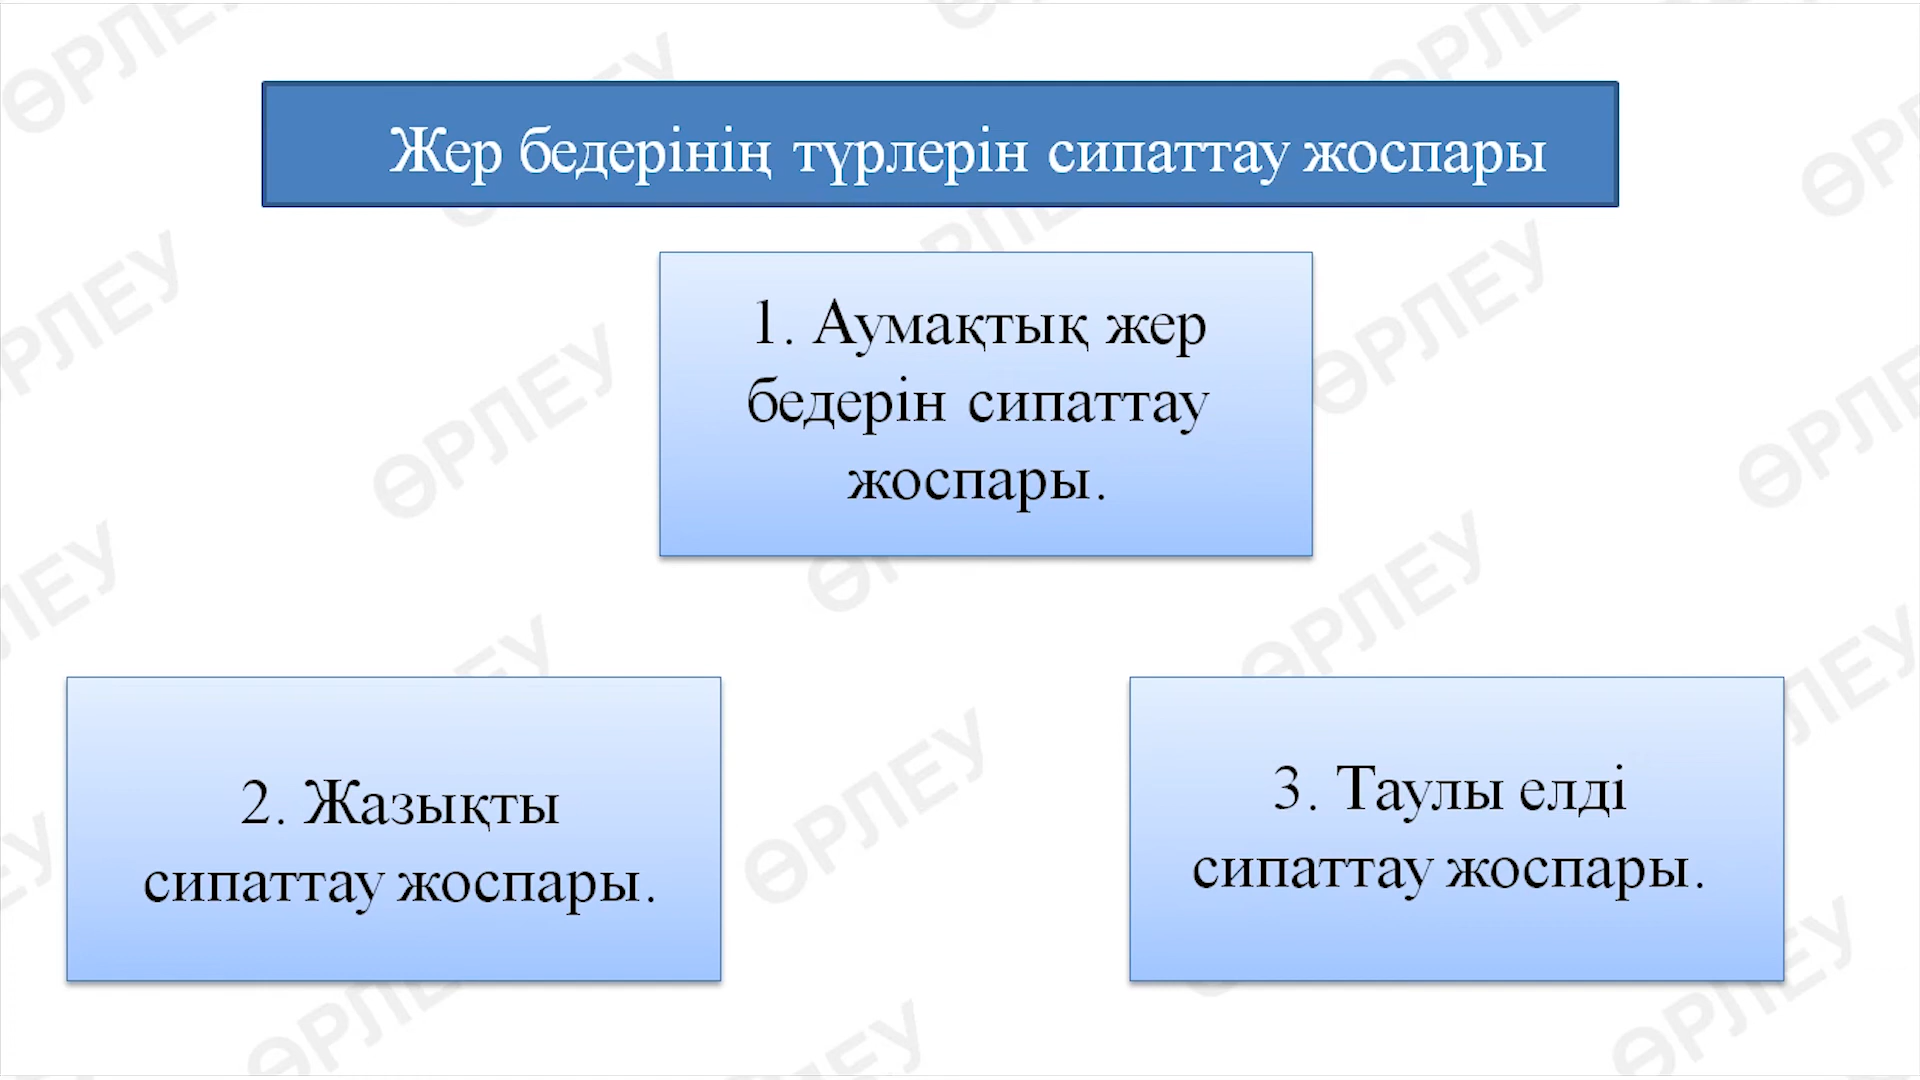 Жер бедерінің түрлерін сипаттау жоспары
1. Аумақтық жер
бедерін сипаттау
жоспары.
2. Жазықты
сипаттау жоспары.
3. Таулы елді
сипаттау жоспары.
ӨРЛЕУ